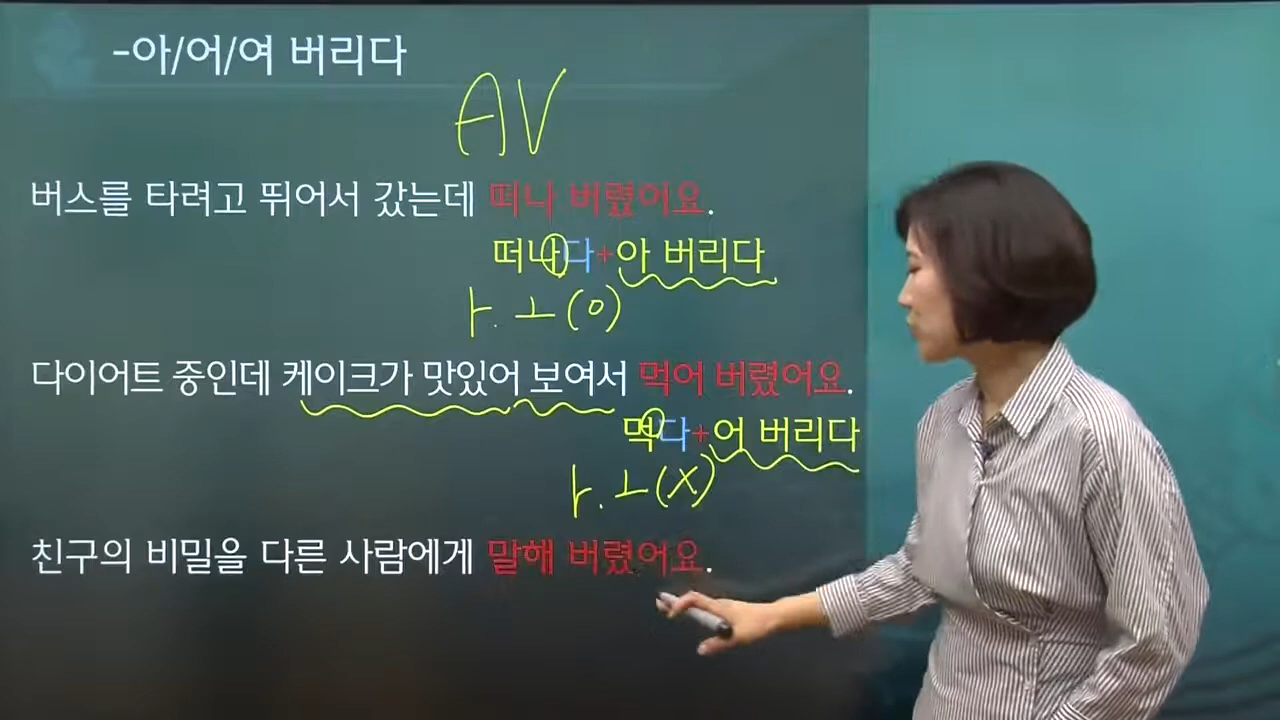 -아/어/여 버리다
AV
버스를 타려고 뛰어서 갔는데 떠나 버렸어요.
떠나다+아 버리다
ㅏ.ㅗ(O)
다이어트 중인데 케이크가 맛있어 보여서 먹어 버렸어요.
먹다+어 버리다
ㅏ.ㅗ(X)
친구의 비밀을 다른 사람에게 말해 버렸어요.